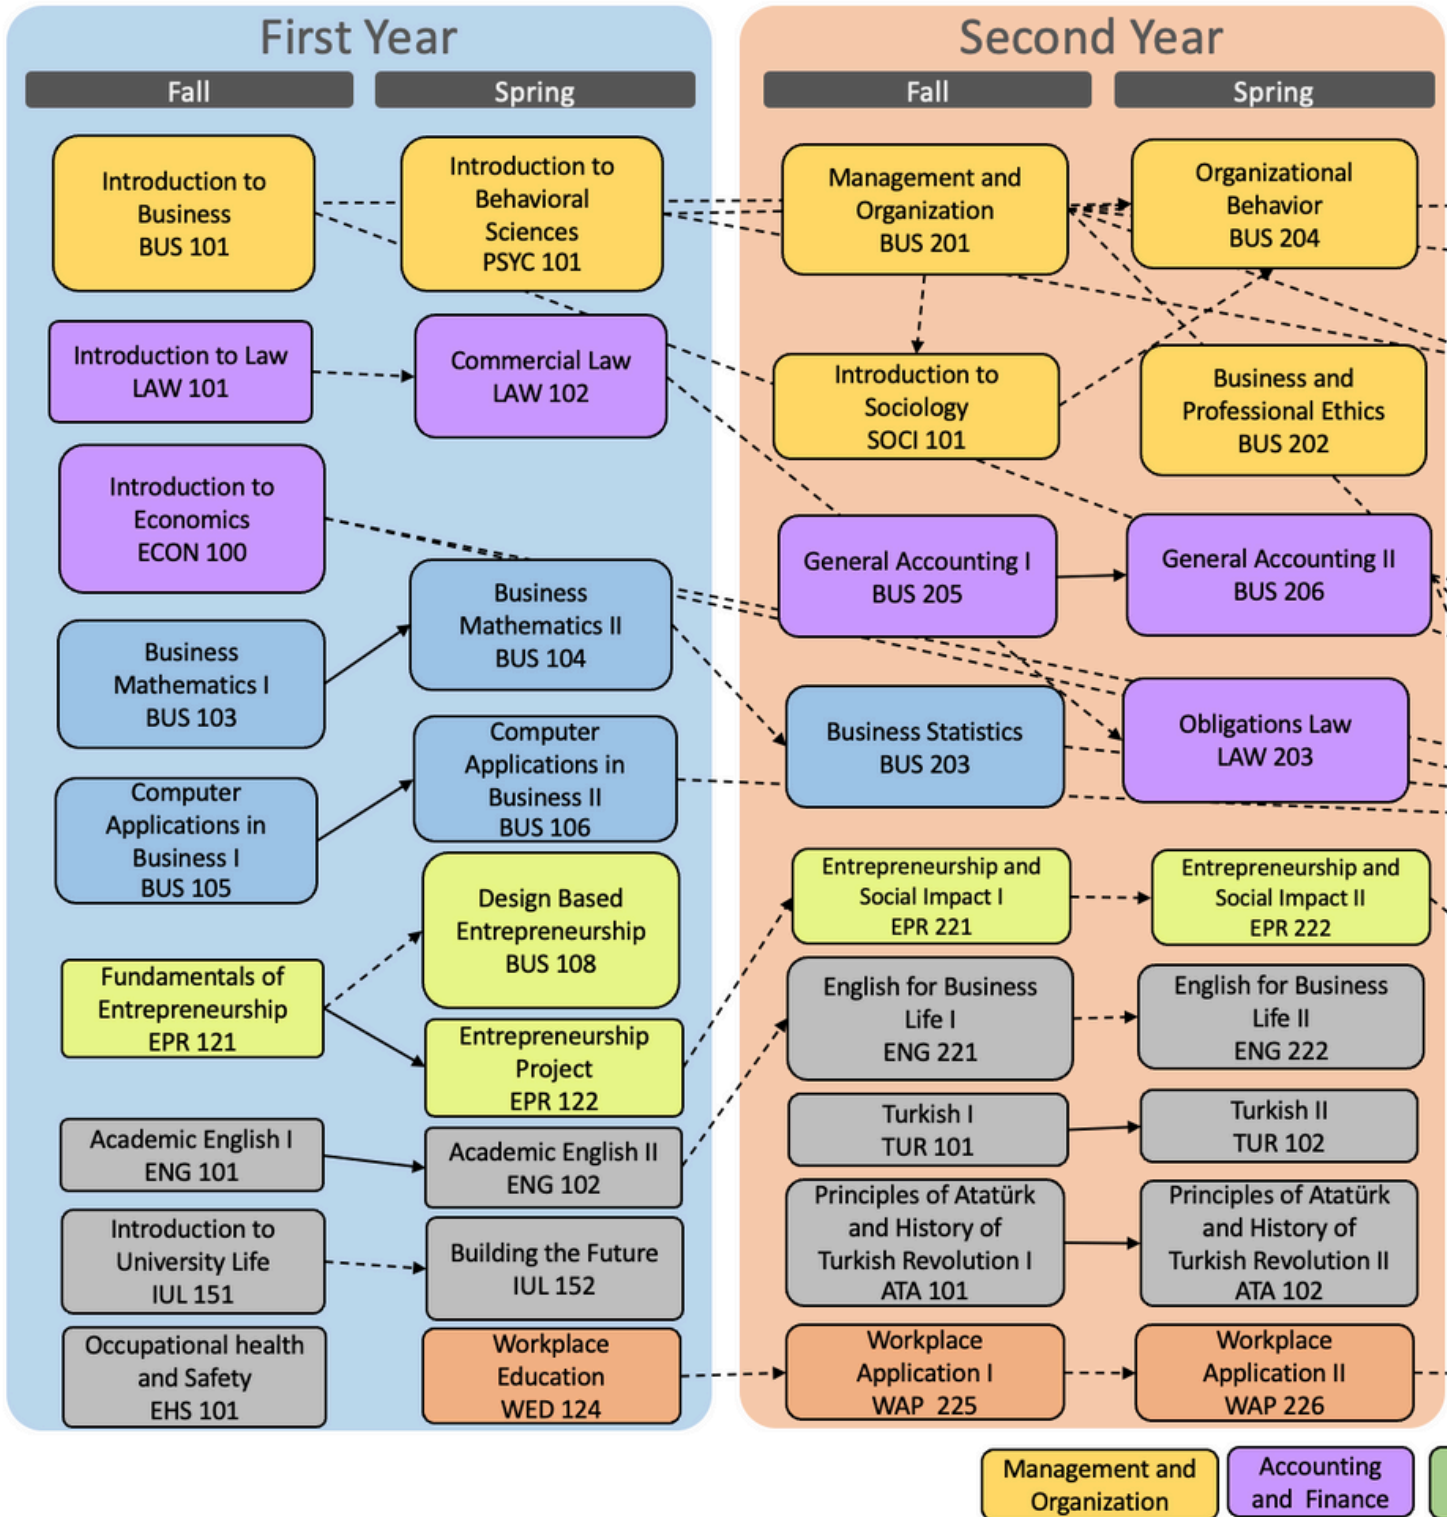 First Year
Fall
Spring
Introduction to
Business
BUS 101
Introduction to
Behavioral
Sciences
PSYC 101
Introduction to Law
LAW 101
Commercial Law
LAW 102
Introduction to
Economics
ECON 100
Business
Mathematics I
BUS 103
Business
Mathematics II
BUS 104
Computer
Applications in
Business I
BUS 105
Computer
Applications in
Business II
BUS 106
Fundamentals of
Entrepreneurship
EPR 121
Design Based
Entrepreneurship
BUS 108
Entrepreneurship
Project
EPR 122
Academic English I
ENG 101
Academic English II
ENG 102
Introduction to
University Life
IUL 151
Building the Future
IUL 152
Occupational health
and Safety
EHS 101
Workplace
Education
WED 124
Second Year
Fall
Spring
Management and
Organization
BUS 201
Organizational
Behavior
BUS 204
Introduction to
Sociology
SOCI 101
Business and
Professional Ethics
BUS 202
General Accounting I
BUS 205
General Accounting II
BUS 206
Business Statistics
BUS 203
Obligations Law
LAW 203
Entrepreneurship and
Social Impact I
EPR 221
Entrepreneurship and
Social Impact II
EPR 222
English for Business
Life I
ENG 221
English for Business
Life II
ENG 222
Turkish I
TUR 101
Turkish II
TUR 102
Principles of Atatürk
and History of
Turkish Revolution I
ATA 101
Principles of Atatürk
and History of
Turkish Revolution II
ATA 102
Workplace
Application I
WAP 225
Workplace
Application II
WAP 226
Management and
Organization
Accounting
and Finance